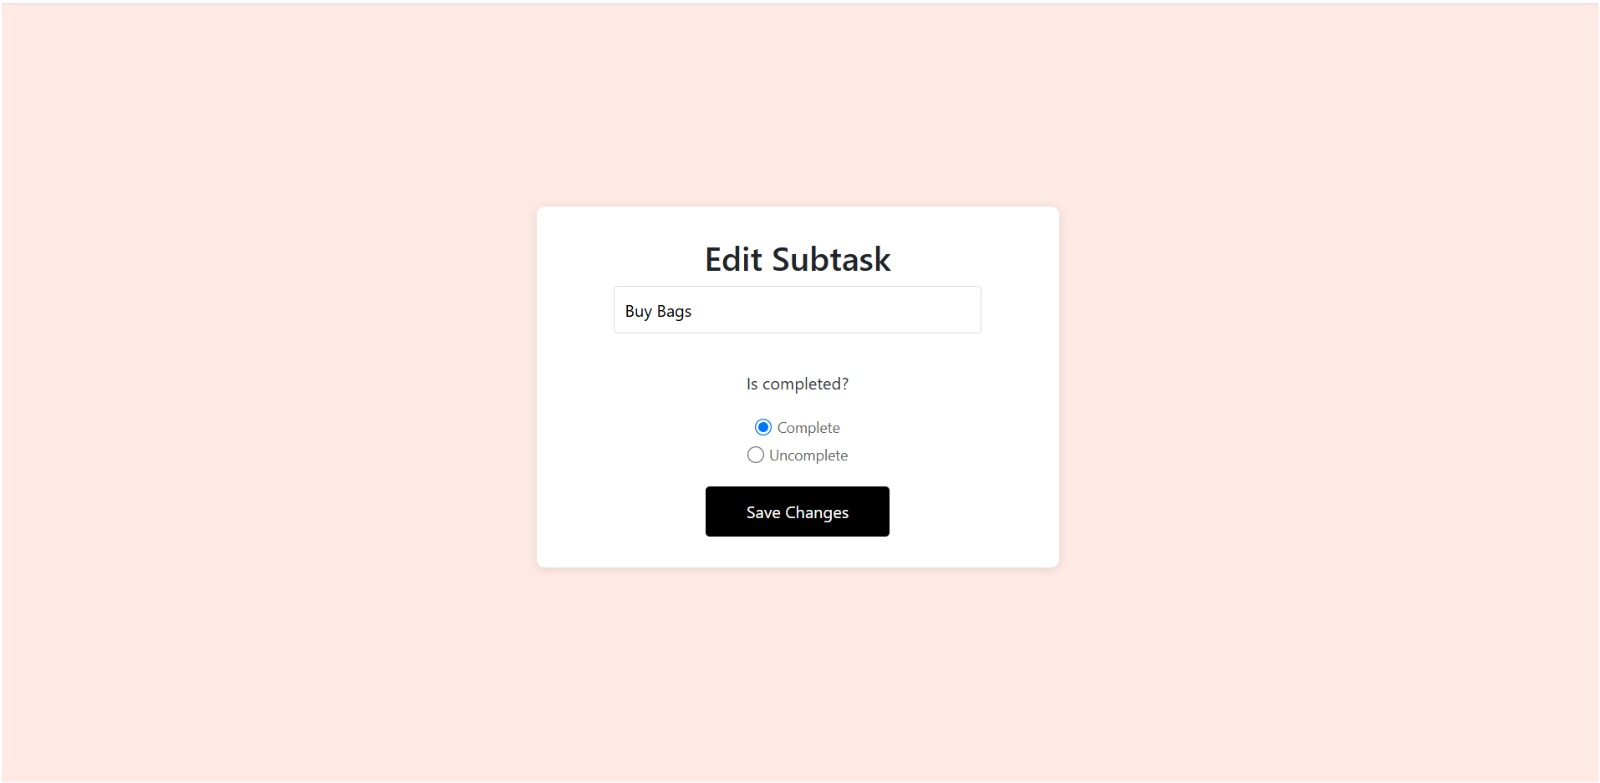 Edit Subtask
Buy Bags
Is completed?
Complete
Uncomplete
Save Changes